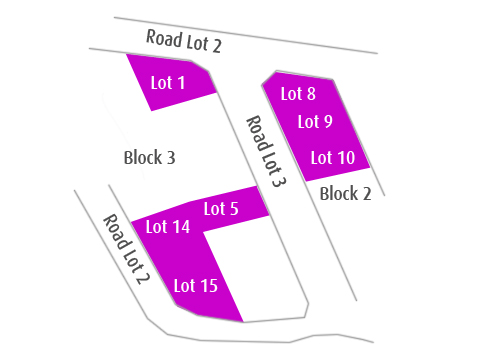 Road Lot 2
Lot 1
Lot 8
Lot 9
Lot 10
Road Lot 3
Block 3
Block 2
Lot 5
Lot 14
Road Lot 2
Lot 15